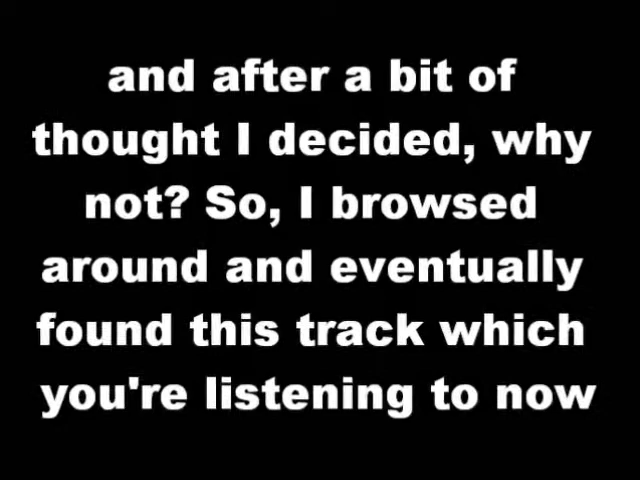 and after a bit of
thought I decided, why
not? So, I browsed
around and eventually
found this track which
you're listening to now